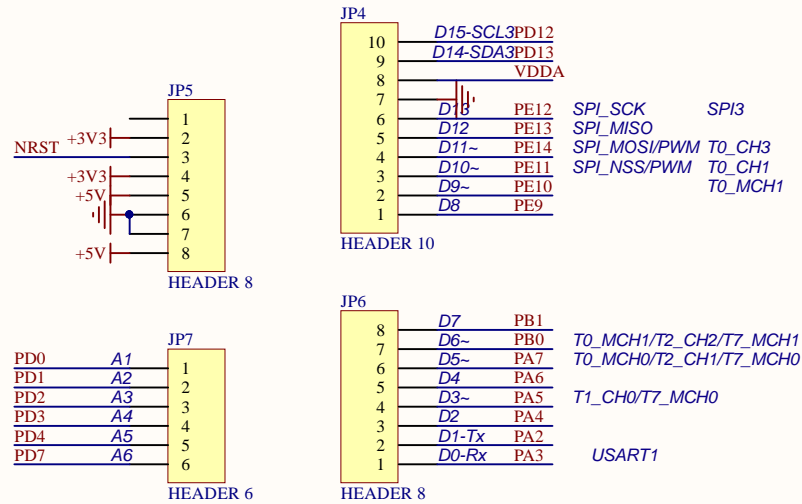 JP4
10 D15-SCL3 PD12
9 D14-SDA3 PD13
8 VDDA
7
6 D13 PE12 SPI_SCK SPI3
5 D12 PE13 SPI_MISO
4 D11~ PE14 SPI_MOSI/PWM T0_CH3
3 D10~ PE11 SPI_NSS/PWM T0_CH1
2 D9~ PE10 T0_MCH1
1 D8 PE9
HEADER 10
JP5
1
+3V3 2
NRST 3
+3V3 4
+5V 5
6
7
+5V 8
HEADER 8
JP7
PD0 A1 1
PD1 A2 2
PD2 A3 3
PD3 A4 4
PD4 A5 5
PD7 A6 6
HEADER 6
JP6
8 D7 PB1
7 D6~ PB0 T0_MCH1/T2_CH2/T7_MCH1
6 D5~ PA7 T0_MCH0/T2_CH1/T7_MCH0
5 D4 PA6
4 D3~ PA5 T1_CH0/T7_MCH0
3 D2 PA4
2 D1-Tx PA2
1 D0-Rx PA3 USART1
HEADER 8